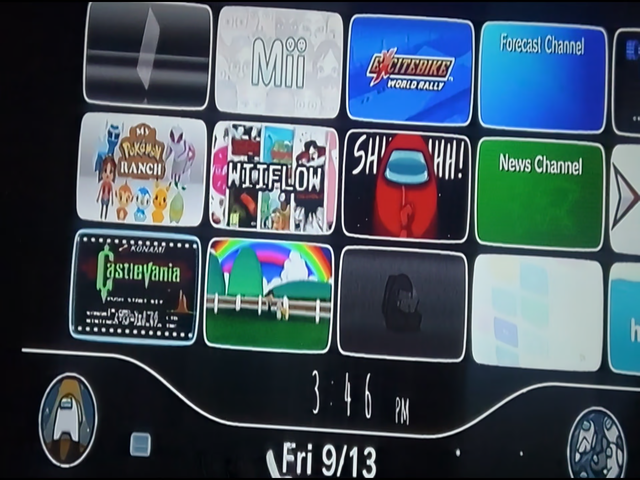 Mii
EXCITEBIKE
WORLD RALLY
Forecast Channel
MY
Pokémon
RANCH
WIIFLOW
News Channel
KONAMI
Castlevania
3:46 PM
Fri 9/13